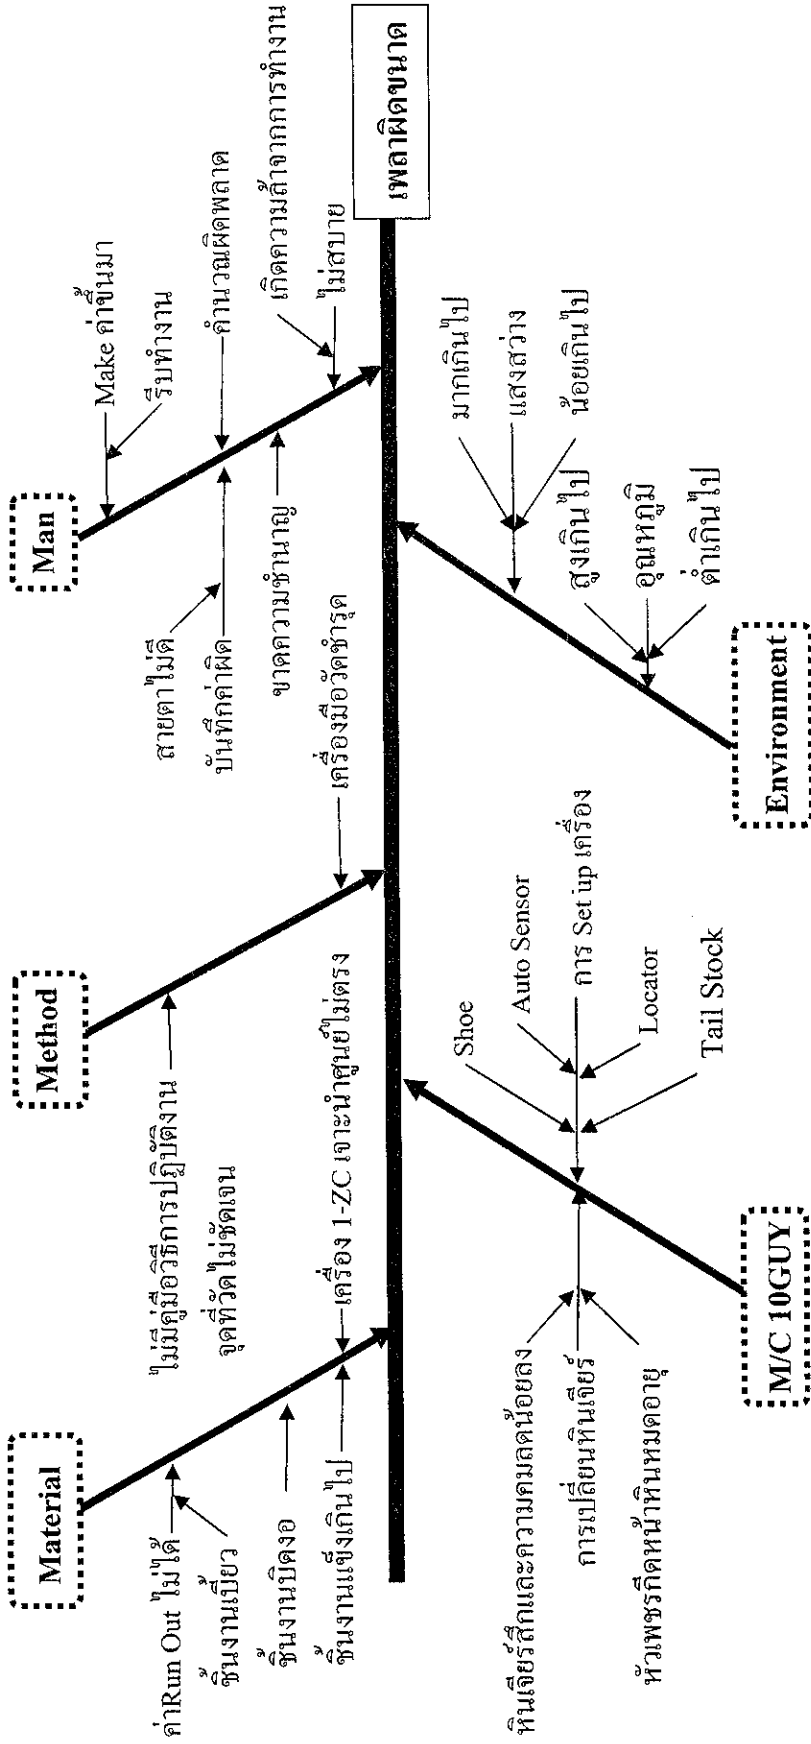 Material
ค่าRun Out ไม่ได้
ชิ้นงานเบี้ยว
ชิ้นงานบิดงอ
ชิ้นงานแข็งเกินไป
เครื่อง 1-ZC เจาะนำศูนย์ไม่ตรง
Method
ไม่มีคู่มือวิธีการปฏิบัติงาน
จุดที่วัดไม่ชัดเจน
เครื่องมือวัดชำรุด
Man
Make ค่าขึ้นมา
รีบทำงาน
สายตาไม่ดี
บันทึกค่าผิด
คำนวณผิดพลาด
ขาดความชำนาญ
เกิดความล้าจากการทำงาน
ไม่สบาย
เพลาผิดขนาด
M/C 10GUY
หินเจียร์สึกและความคมลดน้อยลง
การเปลี่ยนหินเจียร์
หัวเพชรกัดหน้าหินหมดอายุ
Shoe
Auto Sensor
การ Set up เครื่อง
Locator
Tail Stock
Environment
มากเกินไป
แสงสว่าง
น้อยเกินไป
สูงเกินไป
อุณหภูมิ
ต่ำเกินไป